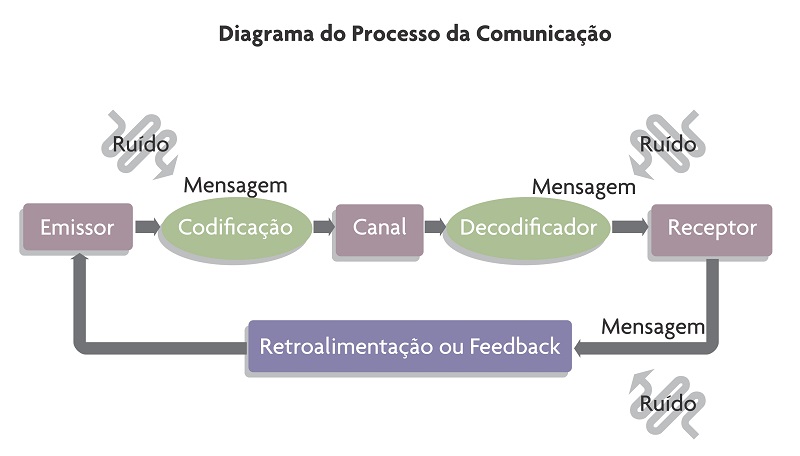 Diagrama do Processo da Comunicação
Ruído
Ruído
Mensagem
Mensagem
Emissor
Codificação
Canal
Decodificador
Receptor
Mensagem
Retroalimentação ou Feedback
Ruído